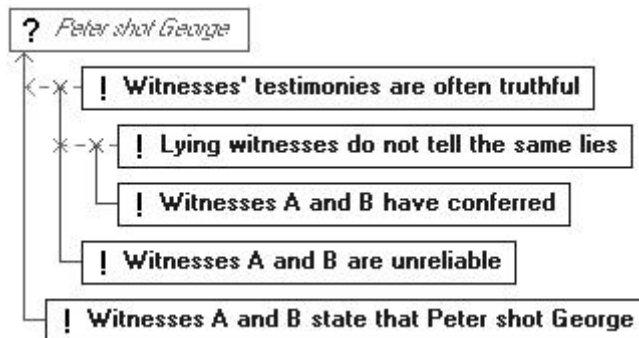 ? Peter shot George
! Witnesses' testimonies are often truthful
! Lying witnesses do not tell the same lies
! Witnesses A and B have conferred
! Witnesses A and B are unreliable
! Witnesses A and B state that Peter shot George